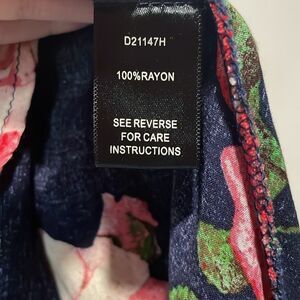 D21147H
100%RAYON
SEE REVERSE
FOR CARE
INSTRUCTIONS